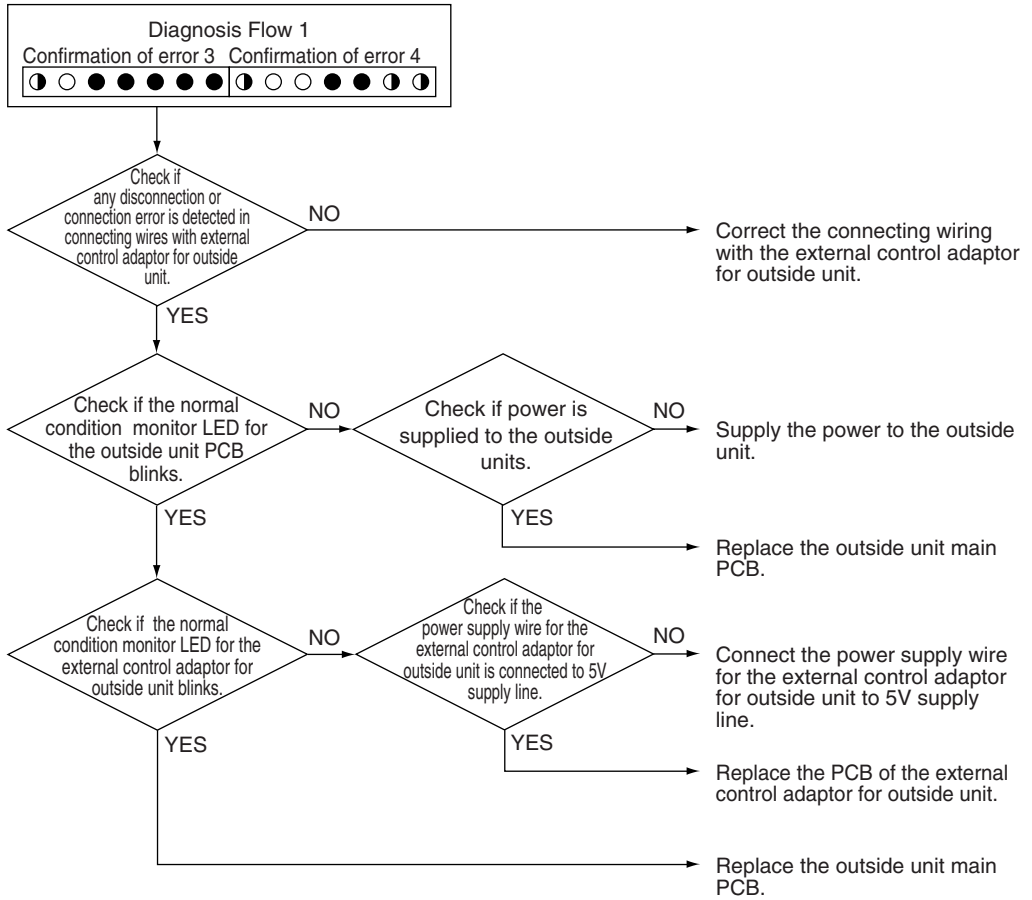 Diagnosis Flow 1
Confirmation of error 3 Confirmation of error 4
Check if
any disconnection or
connection error is detected in
connecting wires with external
control adaptor for outside
unit.
NO
Correct the connecting wiring
with the external control adaptor
for outside unit.
YES
Check if the normal
condition monitor LED for
the outside unit PCB
blinks.
NO
Check if power is
supplied to the outside
units.
NO
Supply the power to the outside
unit.
YES
YES
Replace the outside unit main
PCB.
Check if the normal
condition monitor LED for the
external control adaptor for
outside unit blinks.
NO
Check if the
power supply wire for the
external control adaptor for
outside unit is connected to 5V
supply line.
NO
Connect the power supply wire
for the external control adaptor
for outside unit to 5V supply
line.
YES
YES
Replace the PCB of the external
control adaptor for outside unit.
Replace the outside unit main
PCB.